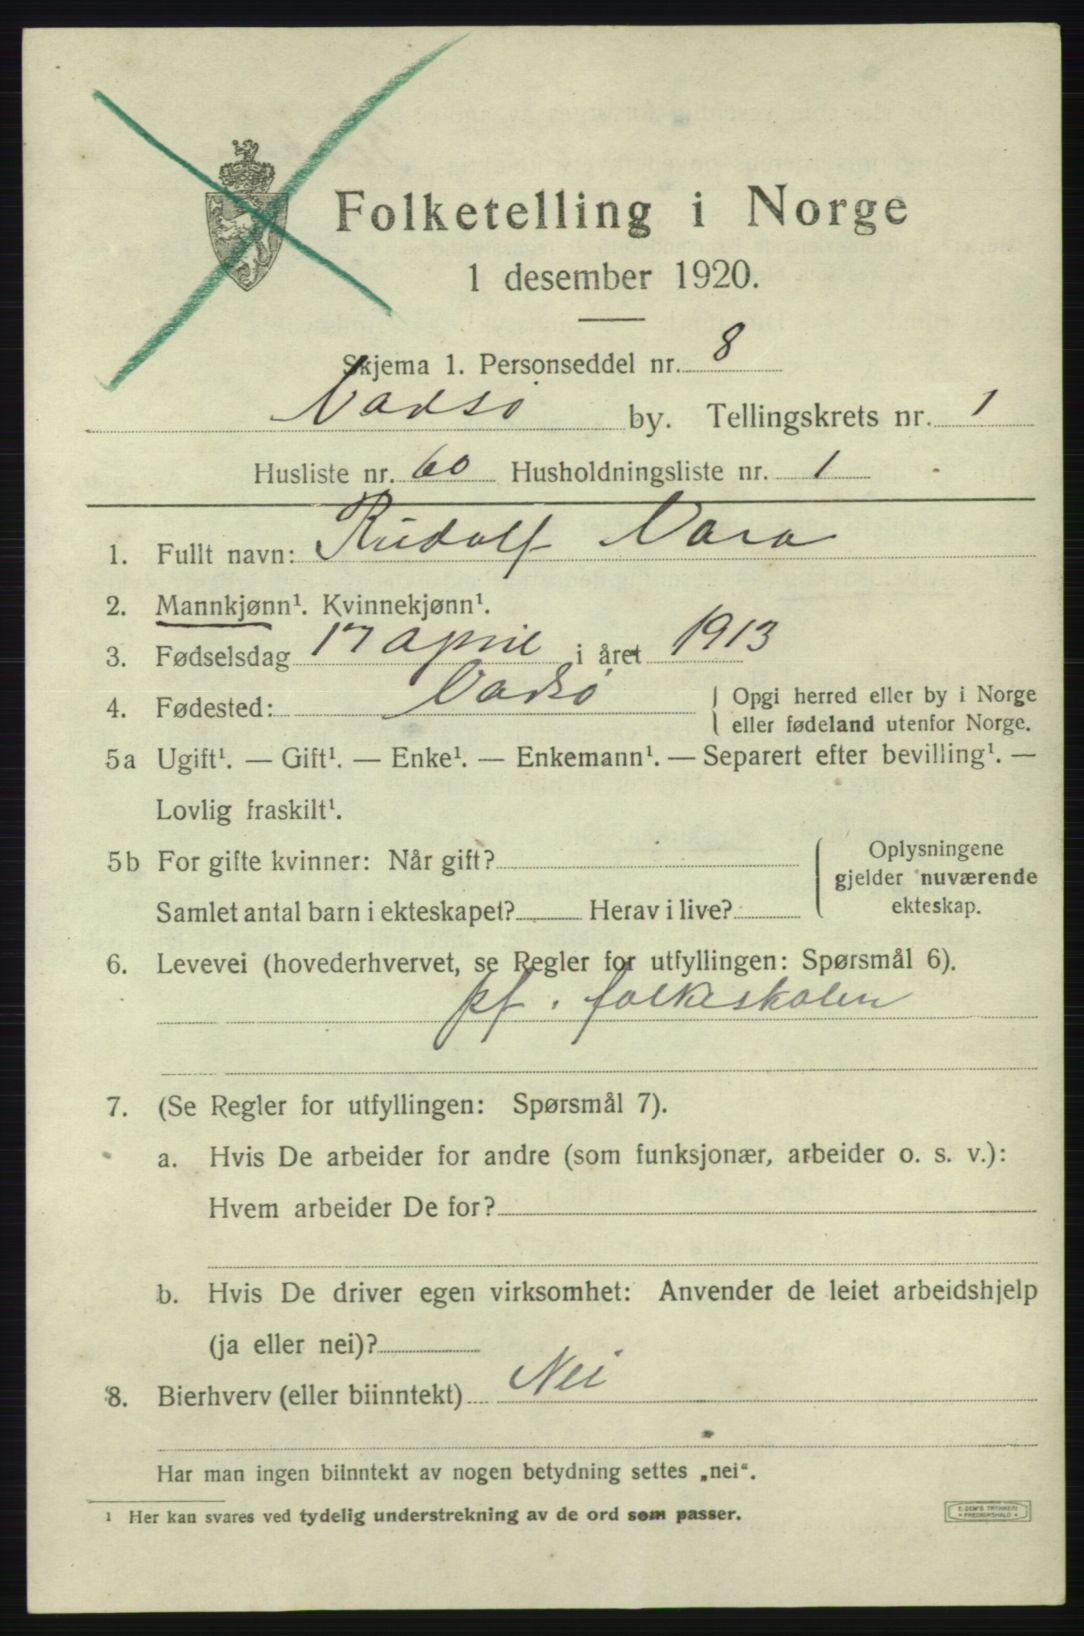 Folketelling i Norge
1 desember 1920.
Skjema 1. Personseddel nr. 8
Vadsø by. Tellingskrets nr. 1
Husliste nr. 60 Husholdningsliste nr. 1
1. Fullt navn: Rudolf Vara
2. Mannkjønn¹. Kvinnekjønn¹.
3. Fødselsdag 17 april i året 1913
4. Fødested: Vadsø Opgi herred eller by i Norge
eller fødeland utenfor Norge.
5a Ugift¹. — Gift¹. — Enke¹. — Enkemann¹. — Separert efter bevilling¹. —
Lovlig fraskilt¹.
5b For gifte kvinner: Når gift?
Samlet antal barn i ekteskapet? Herav i live?
Oplysningene
gjelder nuværende
ekteskap.
6. Levevei (hovederhvervet, se Regler for utfyllingen: Spørsmål 6).
pf. folkeskolen
7. (Se Regler for utfyllingen: Spørsmål 7).
a. Hvis De arbeider for andre (som funksjonær, arbeider o. s. v.):
Hvem arbeider De for?
b. Hvis De driver egen virksomhet: Anvender de leiet arbeidshjelp
(ja eller nei)?
8. Bierhverv (eller biinntekt) Nei
Har man ingen biinntekt av nogen betydning settes „nei".
¹ Her kan svares ved tydelig understrekning av de ord som passer.
FREDRIKSHALD